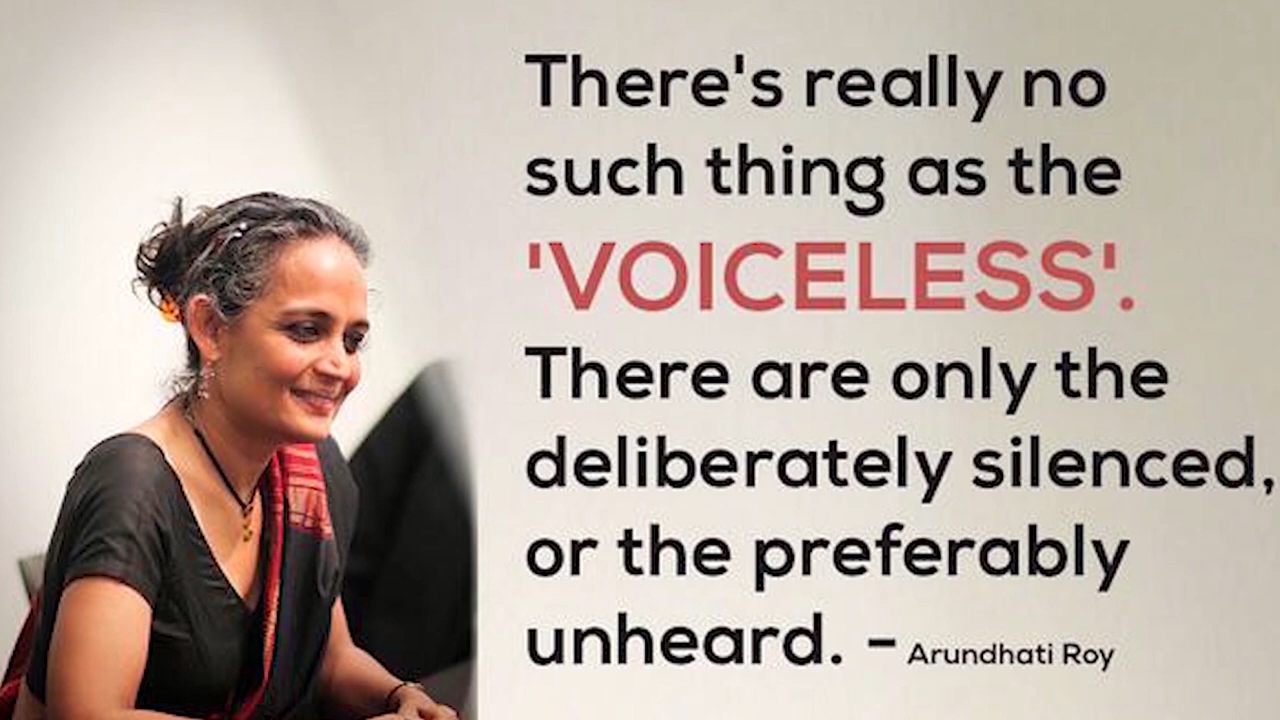 There's really no
such thing as the
'VOICELESS'.
There are only the
deliberately silenced,
or the preferably
unheard. - Arundhati Roy